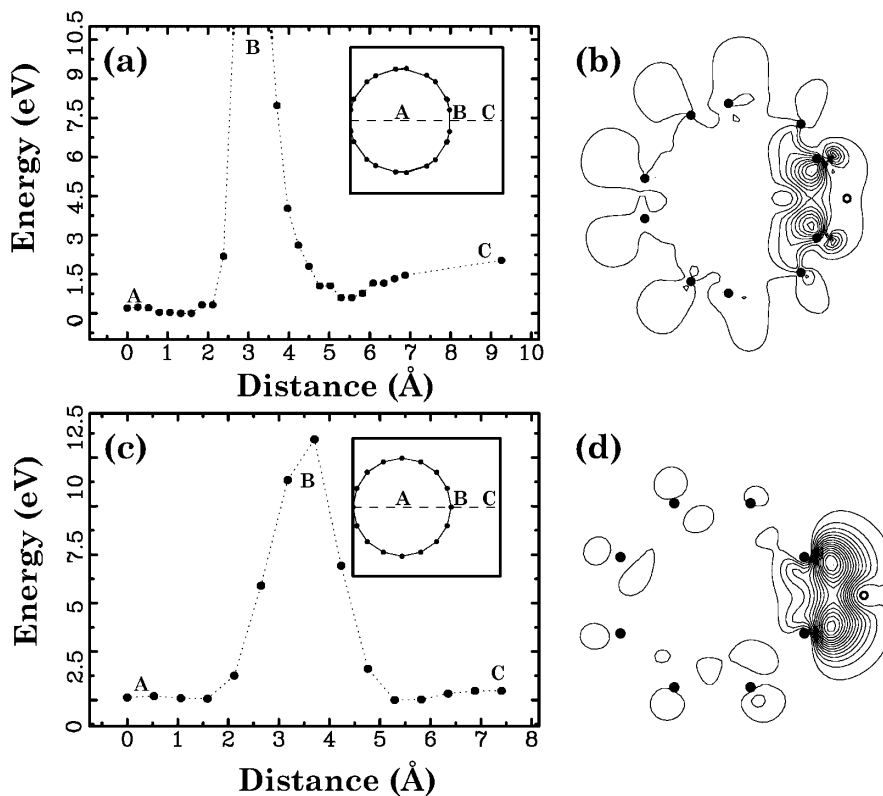 (a)
Energy (eV)
10.5
9
7.5
6
4.5
3
1.5
0
A
B
C
A B C
0 1 2 3 4 5 6 7 8 9 10
Distance (Å)
(b)
(c)
Energy (eV)
12.5
10
7.5
5
2.5
0
A
B
C
A B C
0 1 2 3 4 5 6 7 8
Distance (Å)
(d)